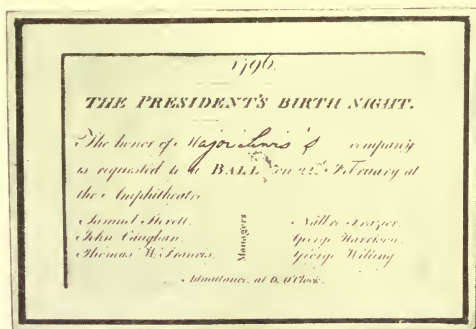 1796.
THE PRESIDENT'S BIRTH NIGHT.
The honor of Major Lewis's company
is requested to a BALL on 22d February at
the Amphitheatre
Samuel Sterett.
John Vaughan.
Thomas W. Francis.
Managers
Nalbro Frazier.
George Harrison.
George Willing
Admittance, at 6. O'Clock.